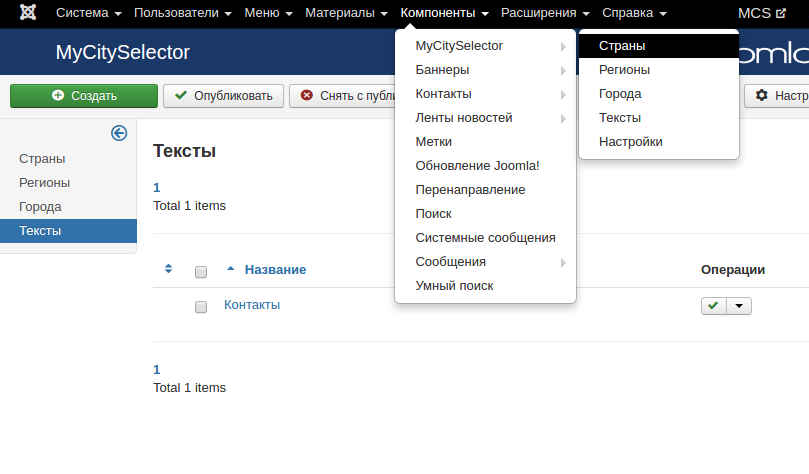 Система Пользователи Меню Материалы Компоненты Расширения Справка MCS
MyCitySelector
Создать
Опубликовать
Страны
Регионы
Города
Тексты
Тексты
1
Total 1 items
Название
Операции
Контакты
1
Total 1 items
MyCitySelector
Баннеры
Контакты
Ленты новостей
Метки
Обновление Joomla!
Перенаправление
Поиск
Системные сообщения
Сообщения
Умный поиск
Страны
Регионы
Города
Тексты
Настройки
Снять с публи
Настр